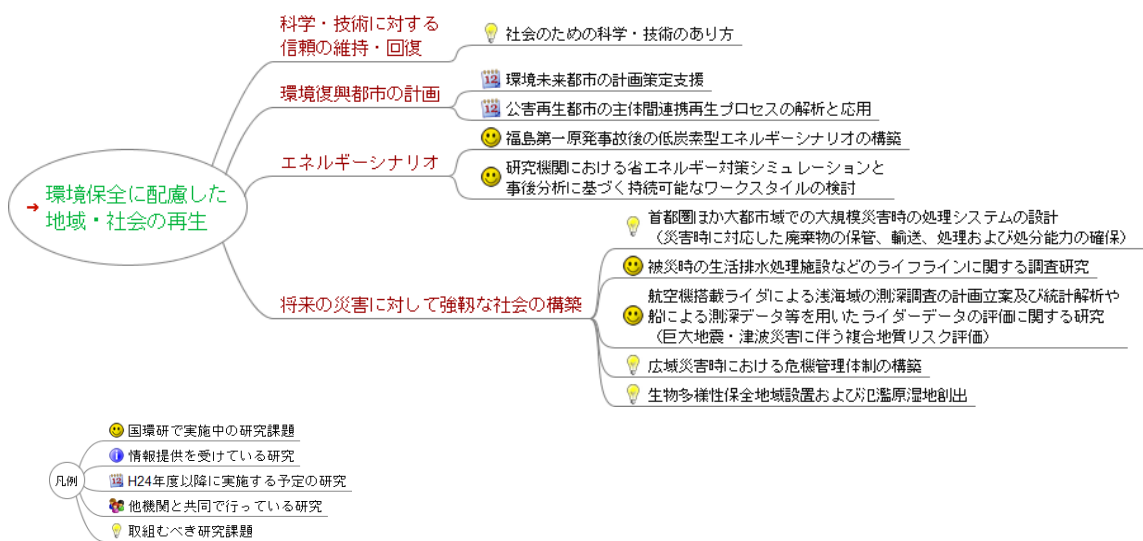 科学・技術に対する
信頼の維持・回復
社会のための科学・技術のあり方
環境復興都市の計画
環境未来都市の計画策定支援
公害再生都市の主体間連携再生プロセスの解析と応用
エネルギーシナリオ
福島第一原発事故後の低炭素型エネルギーシナリオの構築
研究機関における省エネルギー対策シミュレーションと
事後分析に基づく持続可能なワークスタイルの検討
環境保全に配慮した
地域・社会の再生
将来の災害に対して強靱な社会の構築
首都圏ほか大都市域での大規模災害時の処理システムの設計
（災害時に対応した廃棄物の保管、輸送、処理および処分能力の確保）
被災時の生活排水処理施設などのライフラインに関する調査研究
航空機搭載ライダによる浅海域の測深調査の計画立案及び統計解析や
船による測深データ等を用いたライダーデータの評価に関する研究
（巨大地震・津波災害に伴う複合地質リスク評価）
広域災害時における危機管理体制の構築
生物多様性保全地域設置および氾濫原湿地創出
凡例
国環研で実施中の研究課題
情報提供を受けている研究
H24年度以降に実施する予定の研究
他機関と共同で行っている研究
取組むべき研究課題